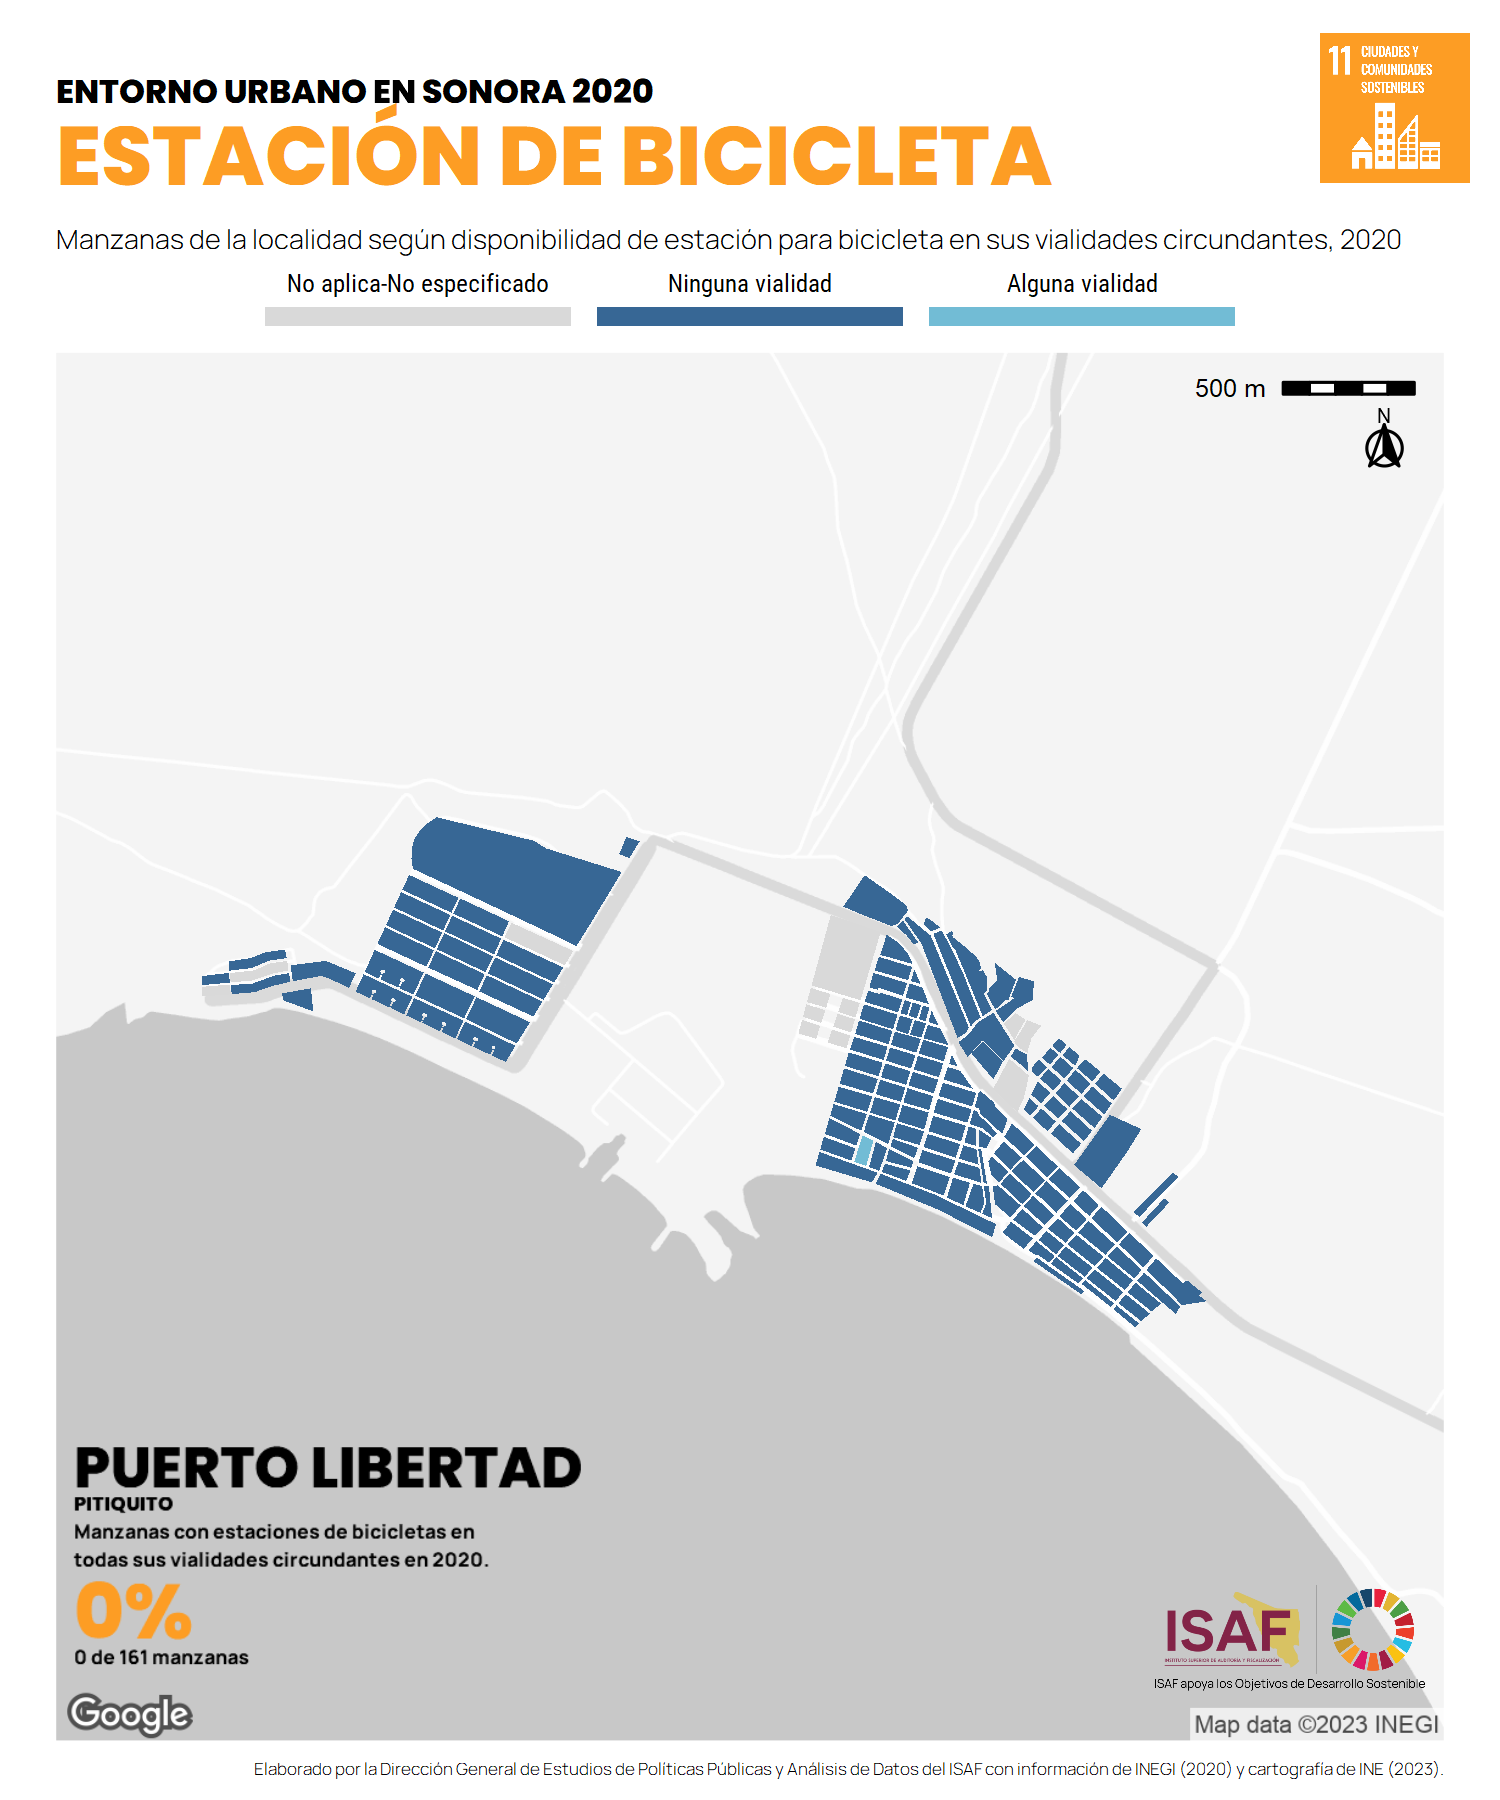 ENTORNO URBANO EN SONORA 2020
ESTACIÓN DE BICICLETA
11 CIUDADES Y
COMUNIDADES
SOSTENIBLES
Manzanas de la localidad según disponibilidad de estación para bicicleta en sus vialidades circundantes, 2020
No aplica-No especificado
Ninguna vialidad
Alguna vialidad
500 m
N
PUERTO LIBERTAD
PITIQUITO
Manzanas con estaciones de bicicletas en
todas sus vialidades circundantes en 2020.
0%
0 de 161 manzanas
Google
ISAF
INSTITUTO SUPERIOR DE AUDITORÍA Y FISCALIZACIÓN
ISAF apoya los Objetivos de Desarrollo Sostenible
Map data ©2023 INEGI
Elaborado por la Dirección General de Estudios de Políticas Públicas y Análisis de Datos del ISAF con información de INEGI (2020) y cartografía de INE (2023).